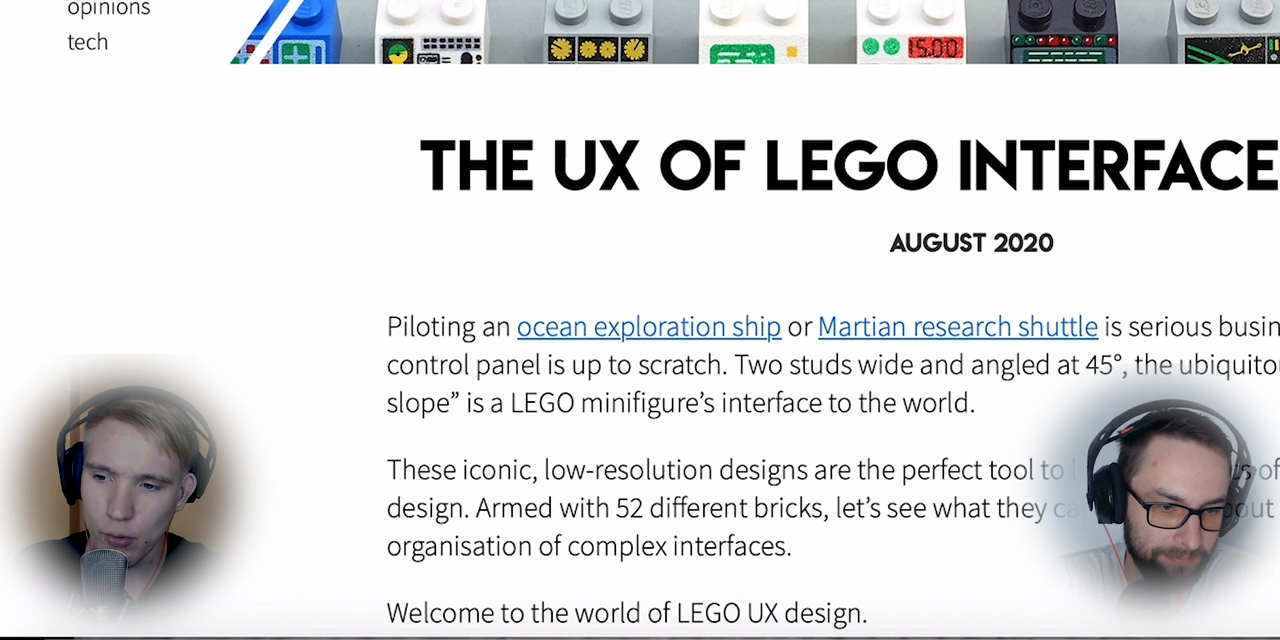 opinions
tech
15:00
THE UX OF LEGO INTERFACE
AUGUST 2020
Piloting an ocean exploration ship or Martian research shuttle is serious busin
control panel is up to scratch. Two studs wide and angled at 45°, the ubiquito
slope” is a LEGO minifigure’s interface to the world.
These iconic, low-resolution designs are the perfect tool to
design. Armed with 52 different bricks, let’s see what they ca out
organisation of complex interfaces.
Welcome to the world of LEGO UX design.